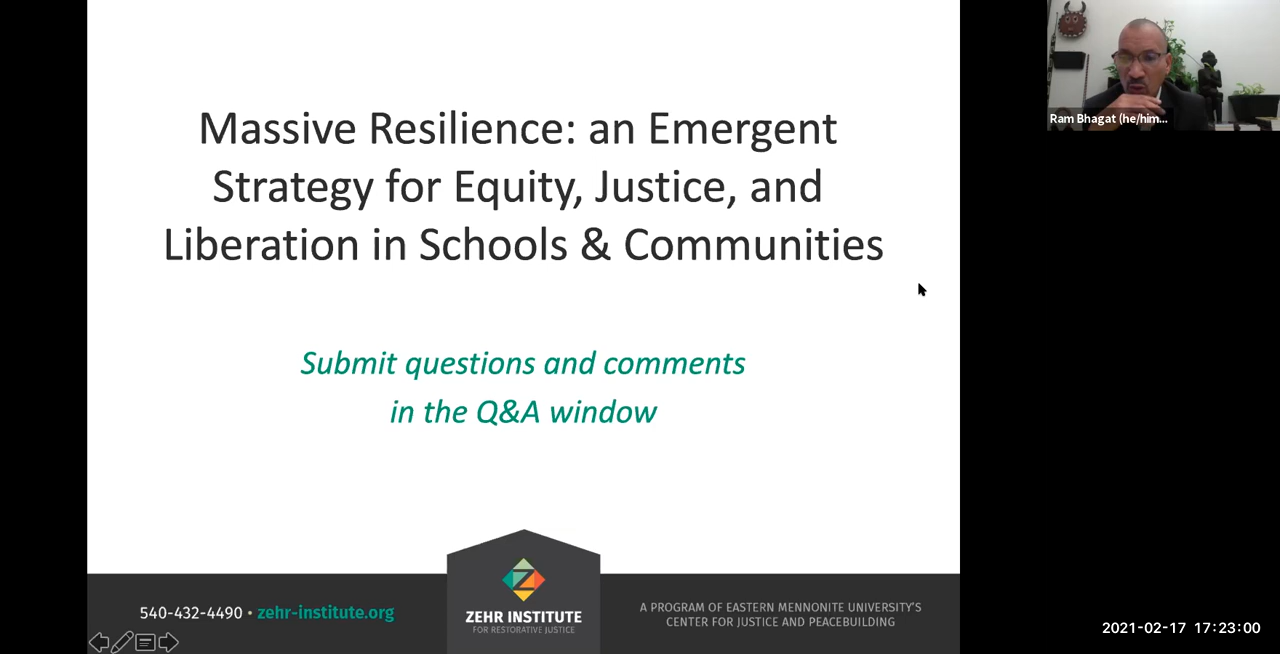 Massive Resilience: an Emergent
Strategy for Equity, Justice, and
Liberation in Schools & Communities
Submit questions and comments
in the Q&A window
540-432-4490 • zehr-institute.org
ZEHR INSTITUTE
FOR RESTORATIVE JUSTICE
A PROGRAM OF EASTERN MENNONITE UNIVERSITY'S
CENTER FOR JUSTICE AND PEACEBUILDING
Ram Bhagat (he/him...
2021-02-17 17:23:00